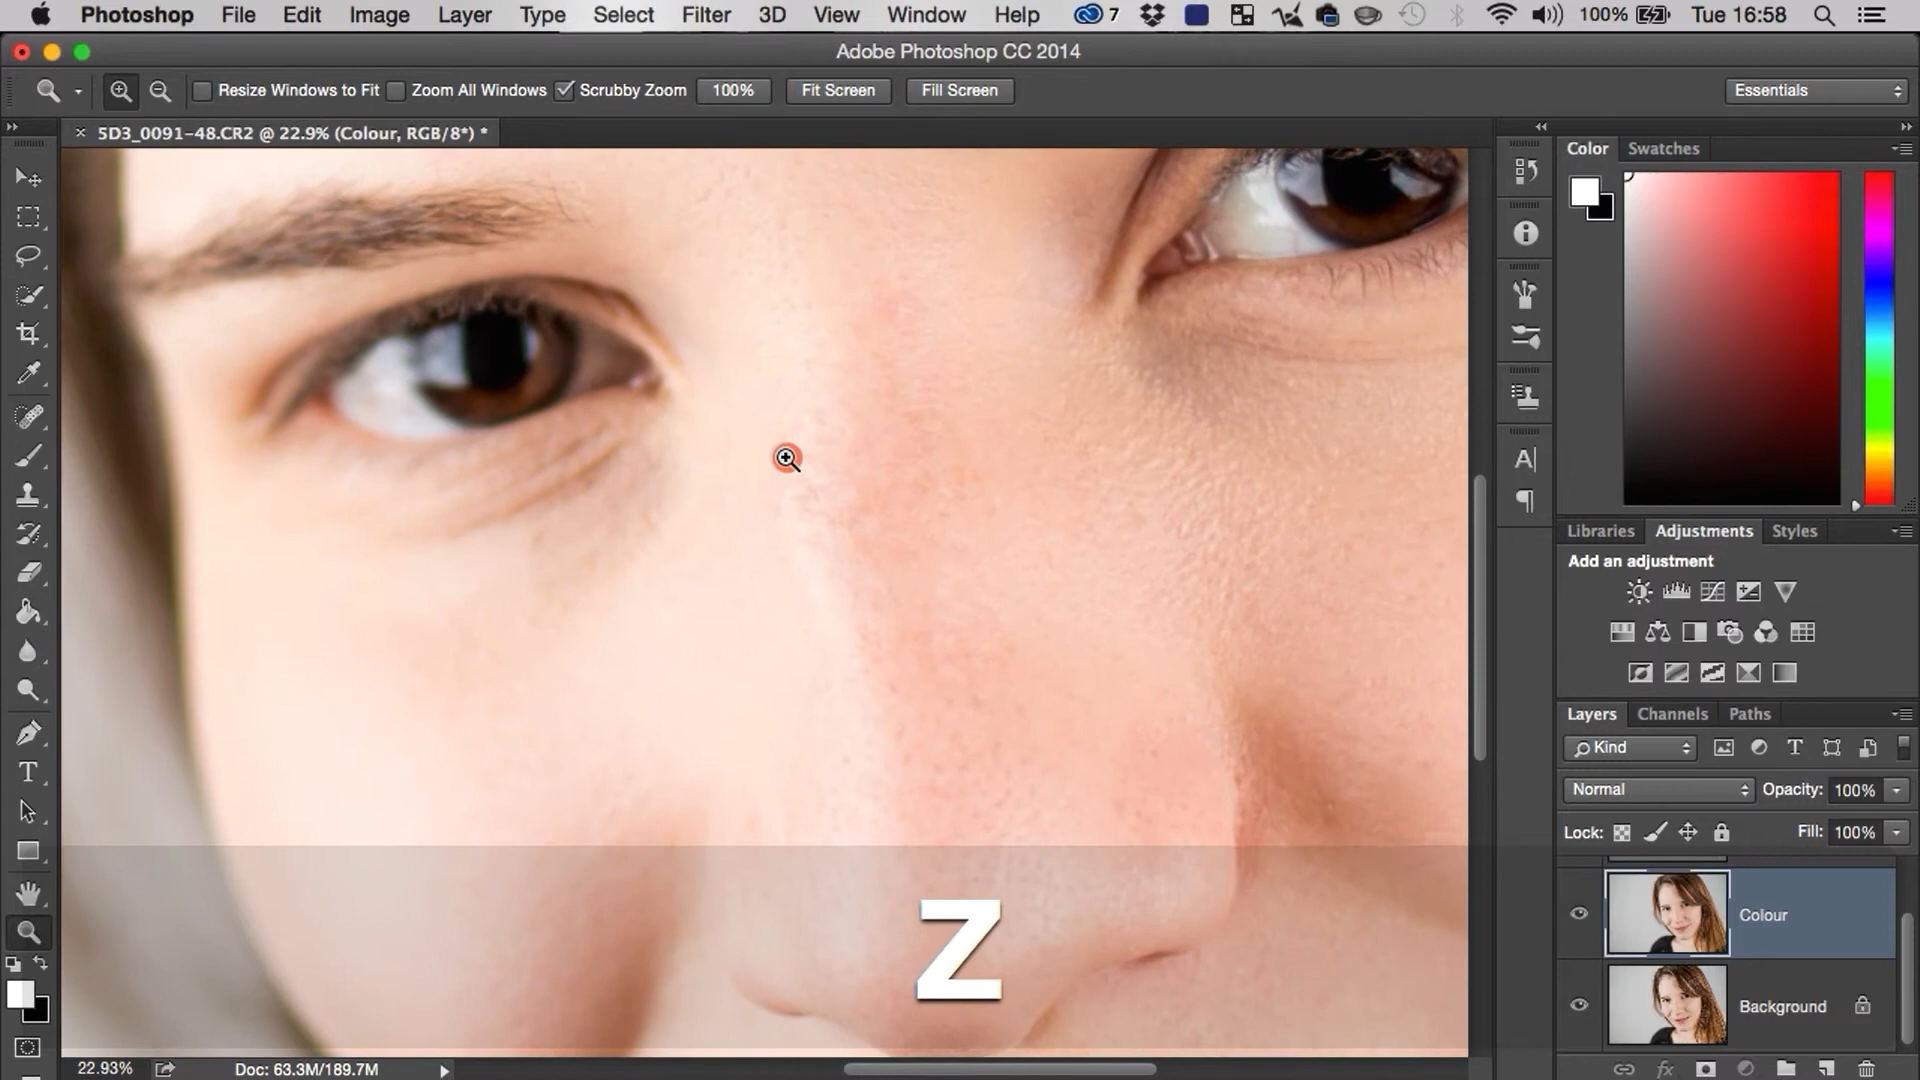 Photoshop File Edit Image Layer Type Select Filter 3D View Window Help 7 100% Tue 16:58
Adobe Photoshop CC 2014
Resize Windows to Fit Zoom All Windows Scrubby Zoom 100% Fit Screen Fill Screen Essentials
5D3_0091-48.CR2 @ 22.9% (Colour, RGB/8*) *
Color Swatches
Libraries Adjustments Styles
Add an adjustment
Layers Channels Paths
Kind
Normal Opacity: 100%
Lock: Fill: 100%
Colour
Background
Z
22.93% Doc: 63.3M/189.7M